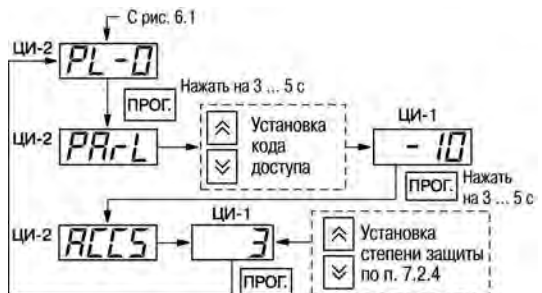 С рис. 6.1
ЦИ-2
PL-0
Нажать на 3 ... 5 с
ПРОГ.
ЦИ-2
PArL
Установка
кода
доступа
ЦИ-1
- 10
ПРОГ.
Нажать
на 3 ... 5 с
ЦИ-2
ACCS
ЦИ-1
3
ПРОГ.
Установка
степени защиты
по п. 7.2.4